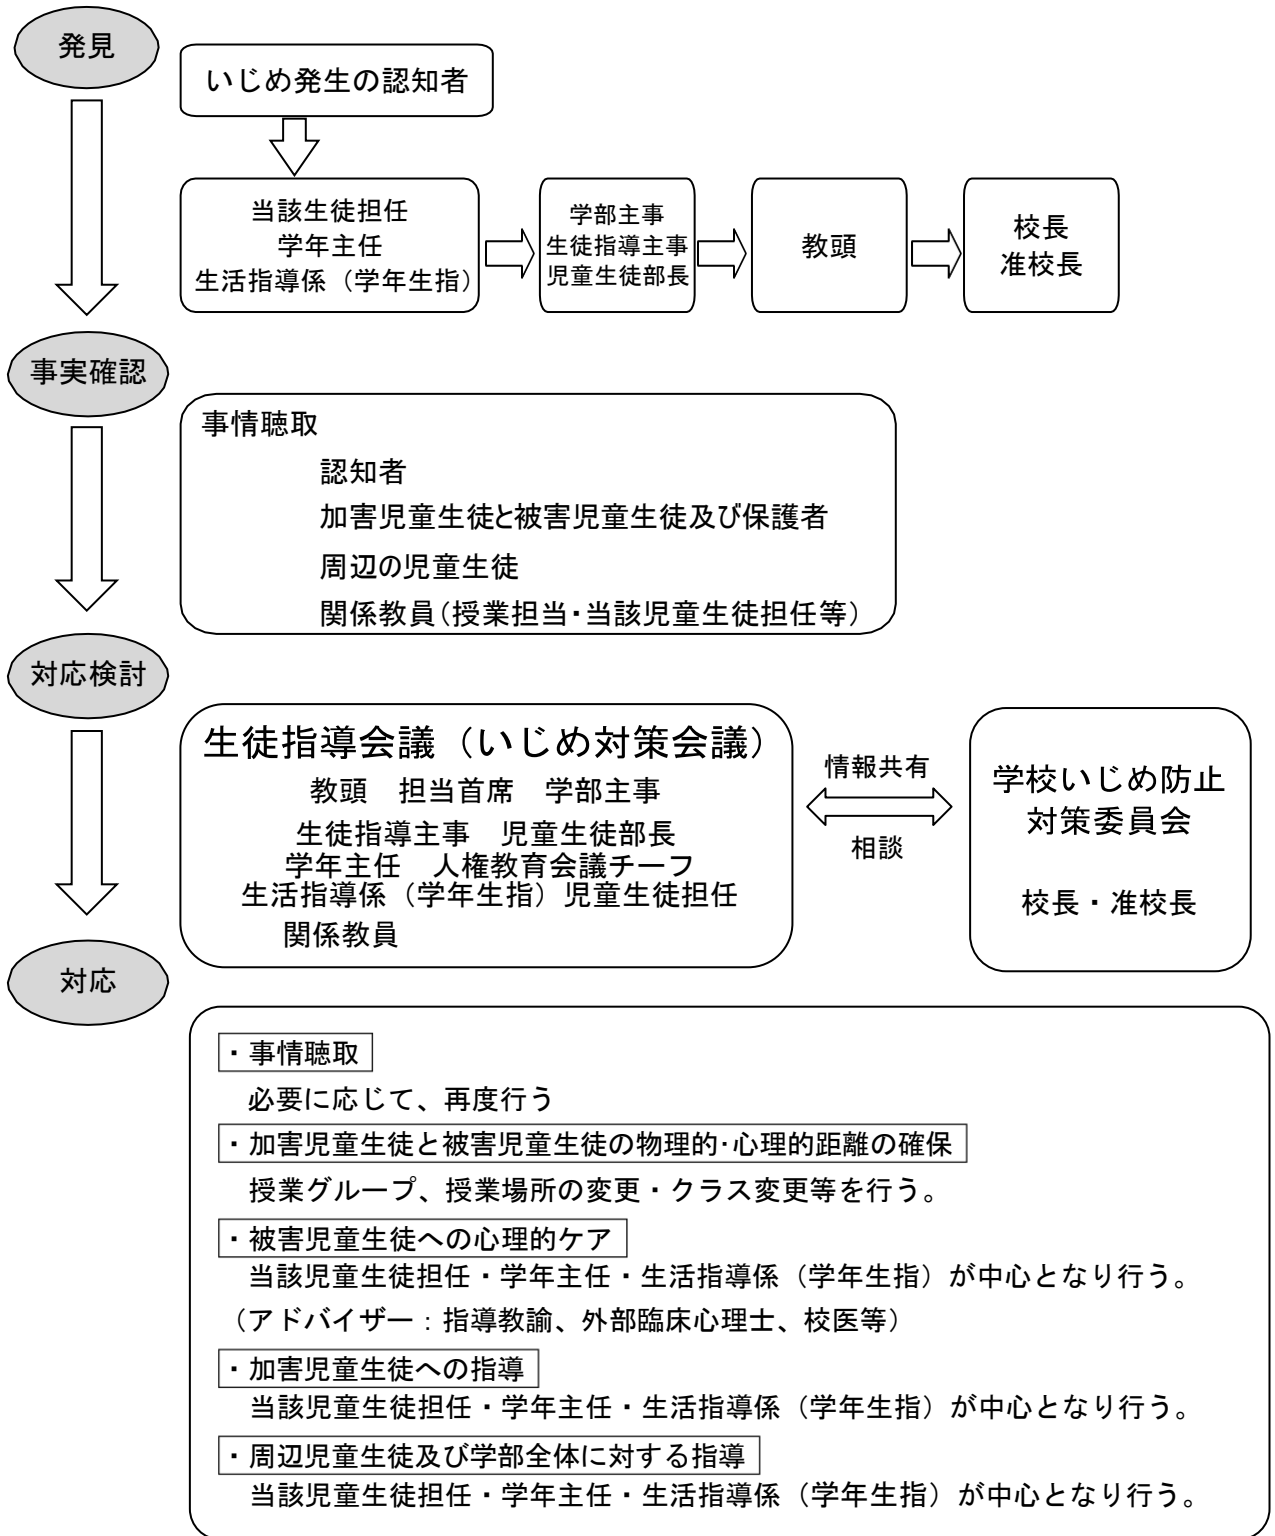 発見
いじめ発生の認知者
当該生徒担任
学年主任
生活指導係（学年生指）
学部主事
生徒指導主事
児童生徒部長
教頭
校長
准校長
事実確認
事情聴取
認知者
加害児童生徒と被害児童生徒及び保護者
周辺の児童生徒
関係教員（授業担当・当該児童生徒担任等）
対応検討
生徒指導会議（いじめ対策会議）
教頭　担当首席　学部主事
生徒指導主事　児童生徒部長
学年主任　人権教育会議チーフ
生活指導係（学年生指）児童生徒担任
関係教員
情報共有
相談
学校いじめ防止
対策委員会
校長・准校長
対応
・事情聴取
必要に応じて、再度行う
・加害児童生徒と被害児童生徒の物理的・心理的距離の確保
授業グループ、授業場所の変更・クラス変更等を行う。
・被害児童生徒への心理的ケア
当該児童生徒担任・学年主任・生活指導係（学年生指）が中心となり行う。
（アドバイザー：指導教諭、外部臨床心理士、校医等）
・加害児童生徒への指導
当該児童生徒担任・学年主任・生活指導係（学年生指）が中心となり行う。
・周辺児童生徒及び学部全体に対する指導
当該児童生徒担任・学年主任・生活指導係（学年生指）が中心となり行う。